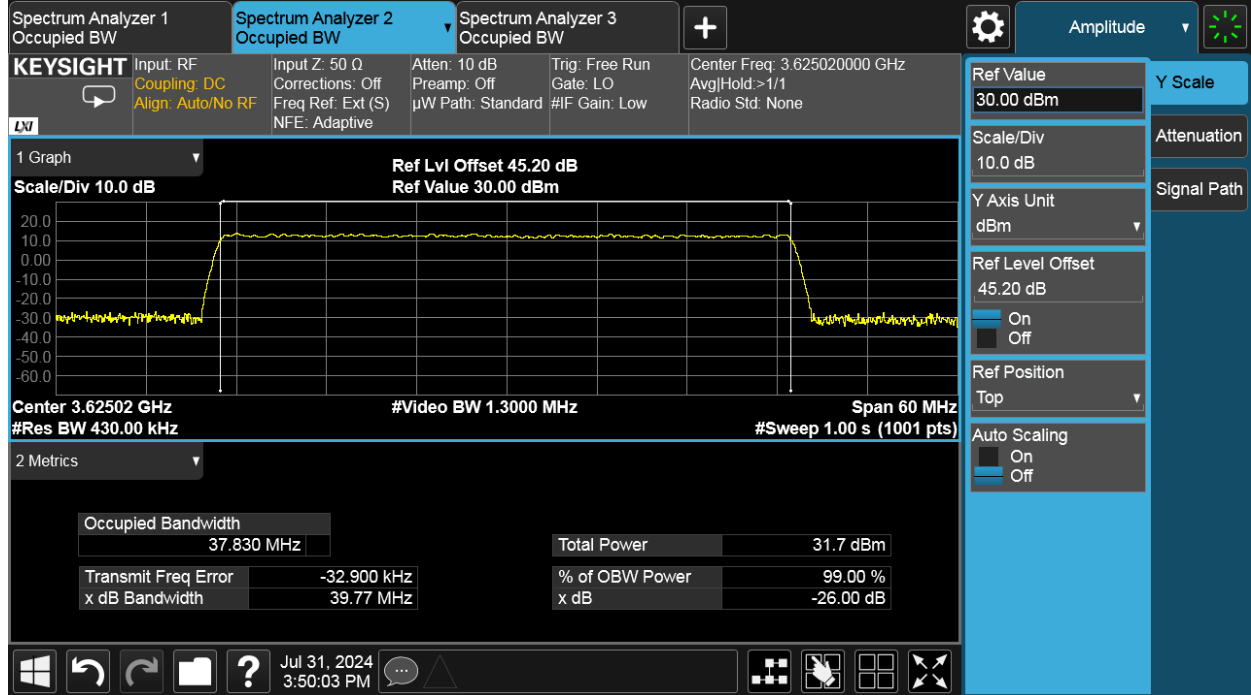 Spectrum Analyzer 1
Occupied BW
Spectrum Analyzer 2
Occupied BW
Spectrum Analyzer 3
Occupied BW
+
Amplitude
KEYSIGHT
LXI
Input: RF
Coupling: DC
Align: Auto/No RF
Input Z: 50 Ω
Corrections: Off
Freq Ref: Ext (S)
NFE: Adaptive
Atten: 10 dB
Preamp: Off
µW Path: Standard
Trig: Free Run
Gate: LO
#IF Gain: Low
Center Freq: 3.625020000 GHz
Avg|Hold:>1/1
Radio Std: None
1 Graph
Scale/Div 10.0 dB
Ref Lvl Offset 45.20 dB
Ref Value 30.00 dBm
20.0
10.0
0.00
-10.0
-20.0
-30.0
-40.0
-50.0
-60.0
Center 3.62502 GHz
#Video BW 1.3000 MHz
Span 60 MHz
#Res BW 430.00 kHz
#Sweep 1.00 s (1001 pts)
2 Metrics
Occupied Bandwidth
37.830 MHz
Total Power 31.7 dBm
Transmit Freq Error -32.900 kHz
% of OBW Power 99.00 %
x dB Bandwidth 39.77 MHz
x dB -26.00 dB
Ref Value
30.00 dBm
Scale/Div
10.0 dB
Y Axis Unit
dBm
Ref Level Offset
45.20 dB
On
Off
Ref Position
Top
Auto Scaling
On
Off
Y Scale
Attenuation
Signal Path
?
Jul 31, 2024
3:50:03 PM